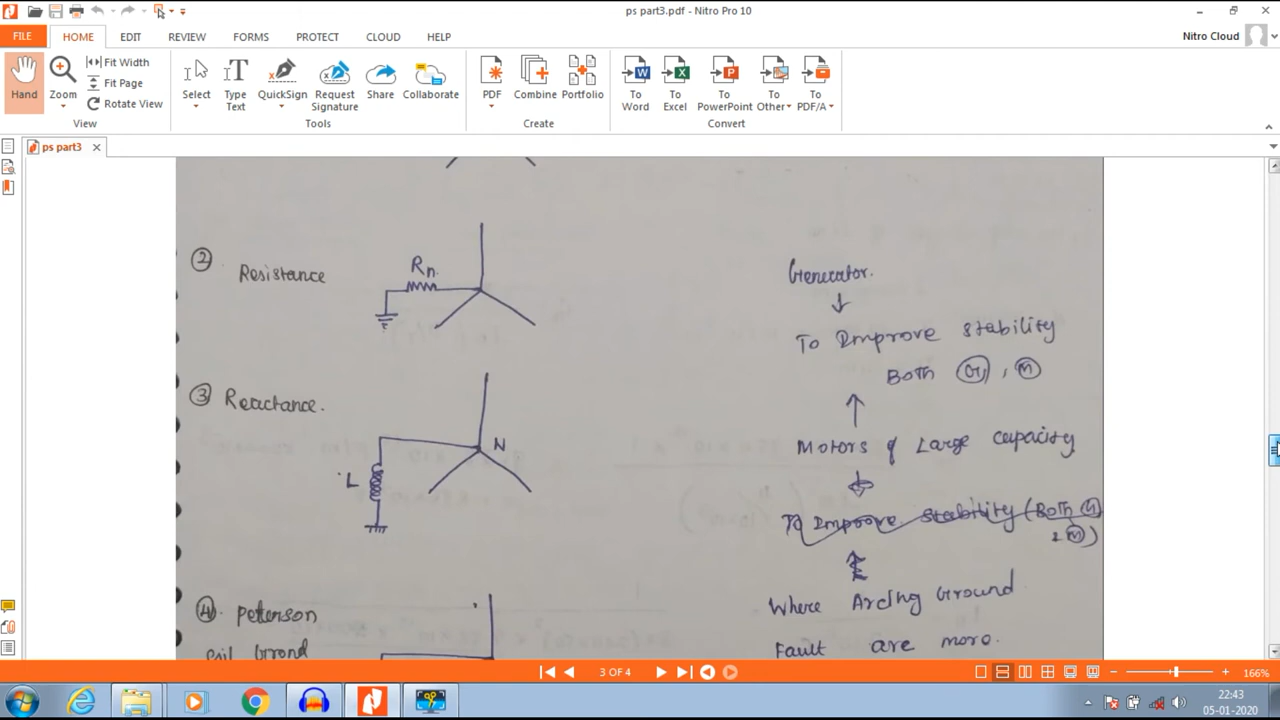 ps part3.pdf - Nitro Pro 10
FILE HOME EDIT REVIEW FORMS PROTECT CLOUD HELP Nitro Cloud
Hand Zoom Fit Width Fit Page Rotate View
View
Select Type Text QuickSign Request Signature Share Collaborate
Tools
PDF Combine Portfolio
Create
To Word To Excel To PowerPoint To Other To PDF/A
Convert
ps part3
2 Resistance
Rn
Generator.
↓
To Improve stability
Both G , M
3 Reactance.
L
N
Motors of Large capacity
To Improve stability (Both G
2 M)
Where Arcing Ground
Fault are more.
4 peterson
coil Grond
3 OF 4
166%
22:43
05-01-2020